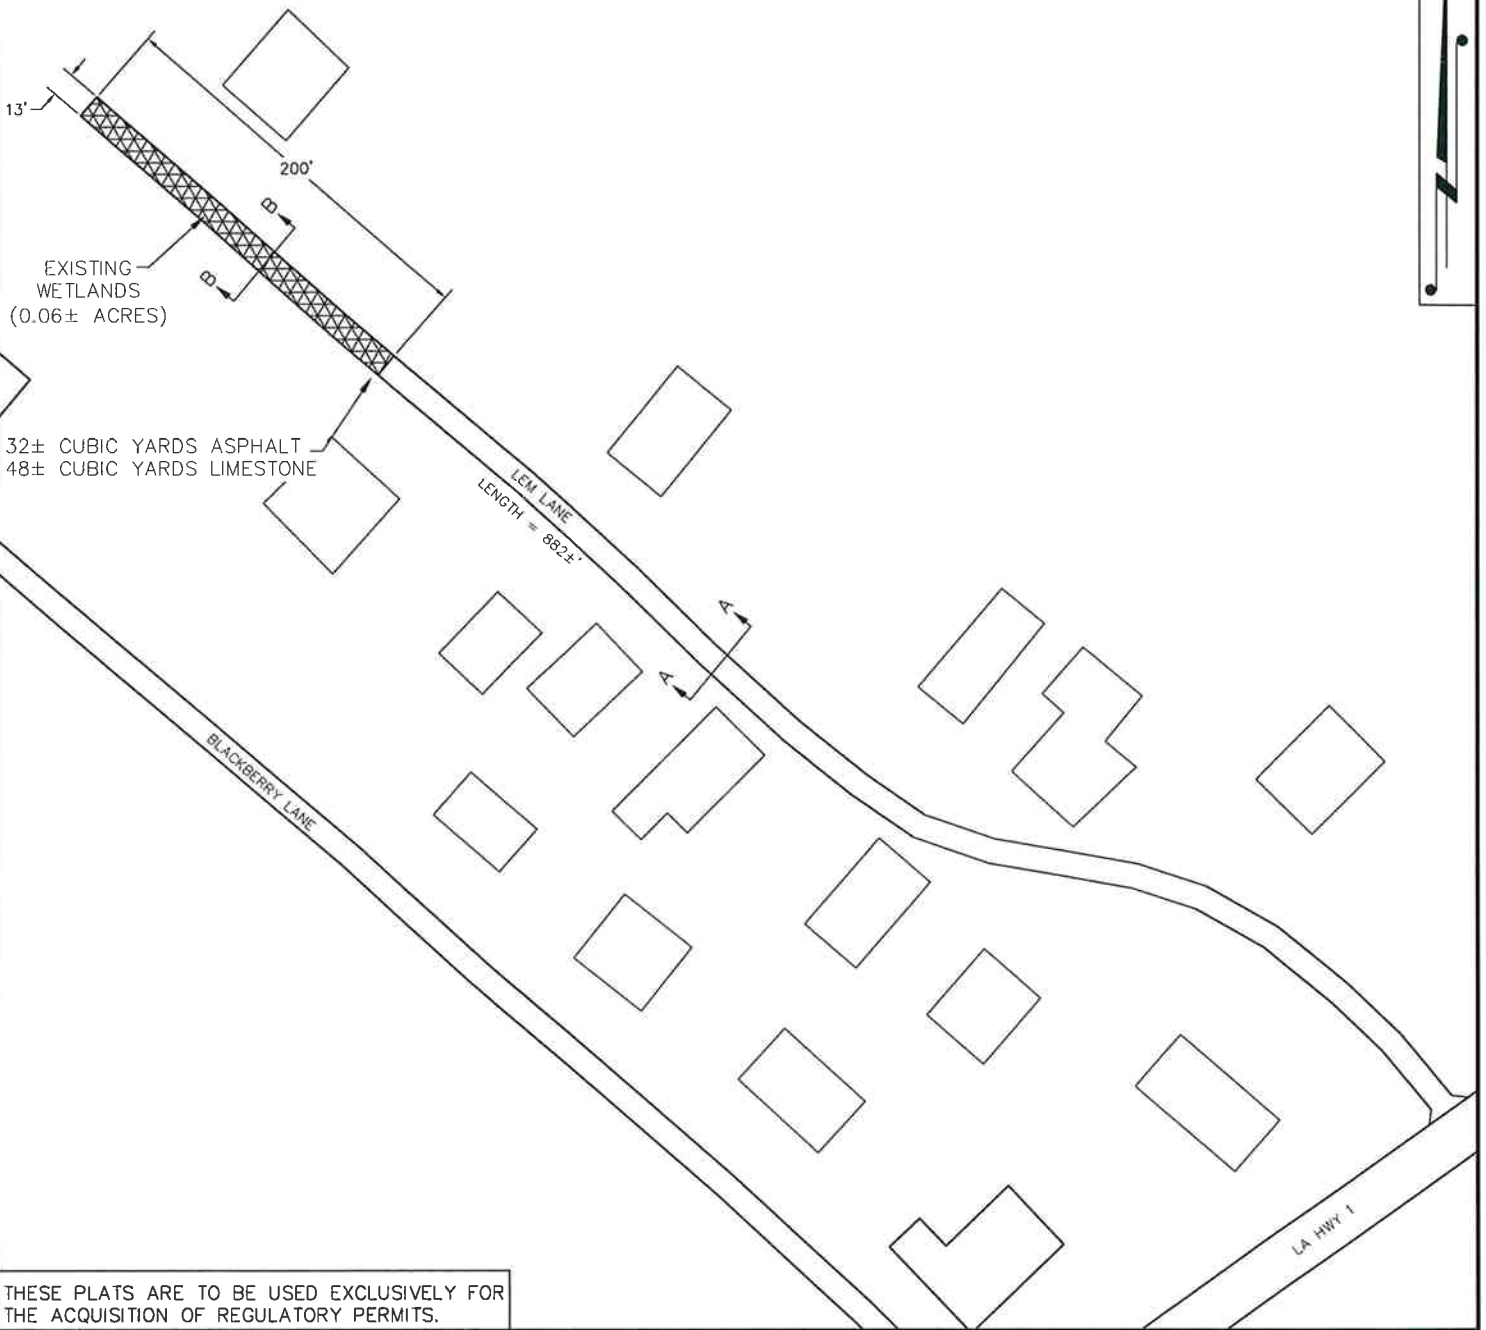 13'
200'
B
B
EXISTING
WETLANDS
(0.06± ACRES)
32± CUBIC YARDS ASPHALT
48± CUBIC YARDS LIMESTONE
LEM LANE
LENGTH = 882±'
A
A
BLACKBERRY LANE
LA HWY 1
THESE PLATS ARE TO BE USED EXCLUSIVELY FOR
THE ACQUISITION OF REGULATORY PERMITS.